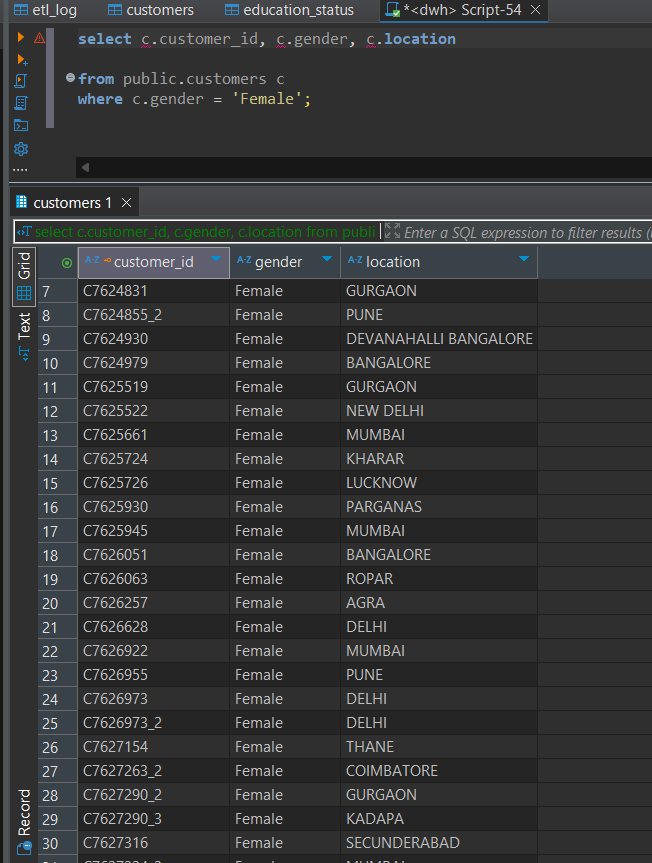 etl_log customers education_status *<dwh> Script-54
select c.customer_id, c.gender, c.location
from public.customers c
where c.gender = 'Female';
customers 1
select c.customer_id, c.gender, c.location from publi Enter a SQL expression to filter results (
Grid
Text
Record
A-Z customer_id A-Z gender A-Z location
7 C7624831 Female GURGAON
8 C7624855_2 Female PUNE
9 C7624930 Female DEVANAHALLI BANGALORE
10 C7624979 Female BANGALORE
11 C7625519 Female GURGAON
12 C7625522 Female NEW DELHI
13 C7625661 Female MUMBAI
14 C7625724 Female KHARAR
15 C7625726 Female LUCKNOW
16 C7625930 Female PARGANAS
17 C7625945 Female MUMBAI
18 C7626051 Female BANGALORE
19 C7626063 Female ROPAR
20 C7626257 Female AGRA
21 C7626628 Female DELHI
22 C7626922 Female MUMBAI
23 C7626955 Female PUNE
24 C7626973 Female DELHI
25 C7626973_2 Female DELHI
26 C7627154 Female THANE
27 C7627263_2 Female COIMBATORE
28 C7627290_2 Female GURGAON
29 C7627290_3 Female KADAPA
30 C7627316 Female SECUNDERABAD